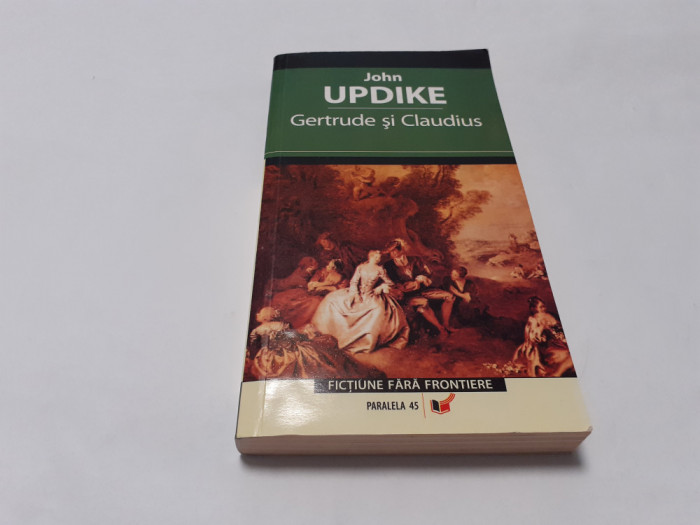 John
UPDIKE
Gertrude şi Claudius
FICŢIUNE FĂRĂ FRONTIERE
PARALELA 45